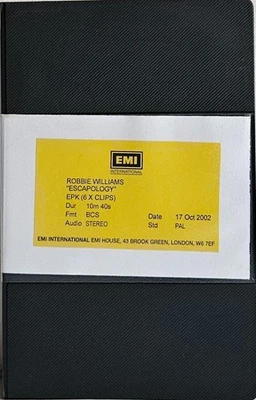 EMI
INTERNATIONAL
ROBBIE WILLIAMS
"ESCAPOLOGY"
EPK (6 X CLIPS)
Dur 10m 40s
Fmt BCS Date 17 Oct 2002
Audio STEREO Std PAL
EMI INTERNATIONAL EMI HOUSE, 43 BROOK GREEN, LONDON, W6 7EF